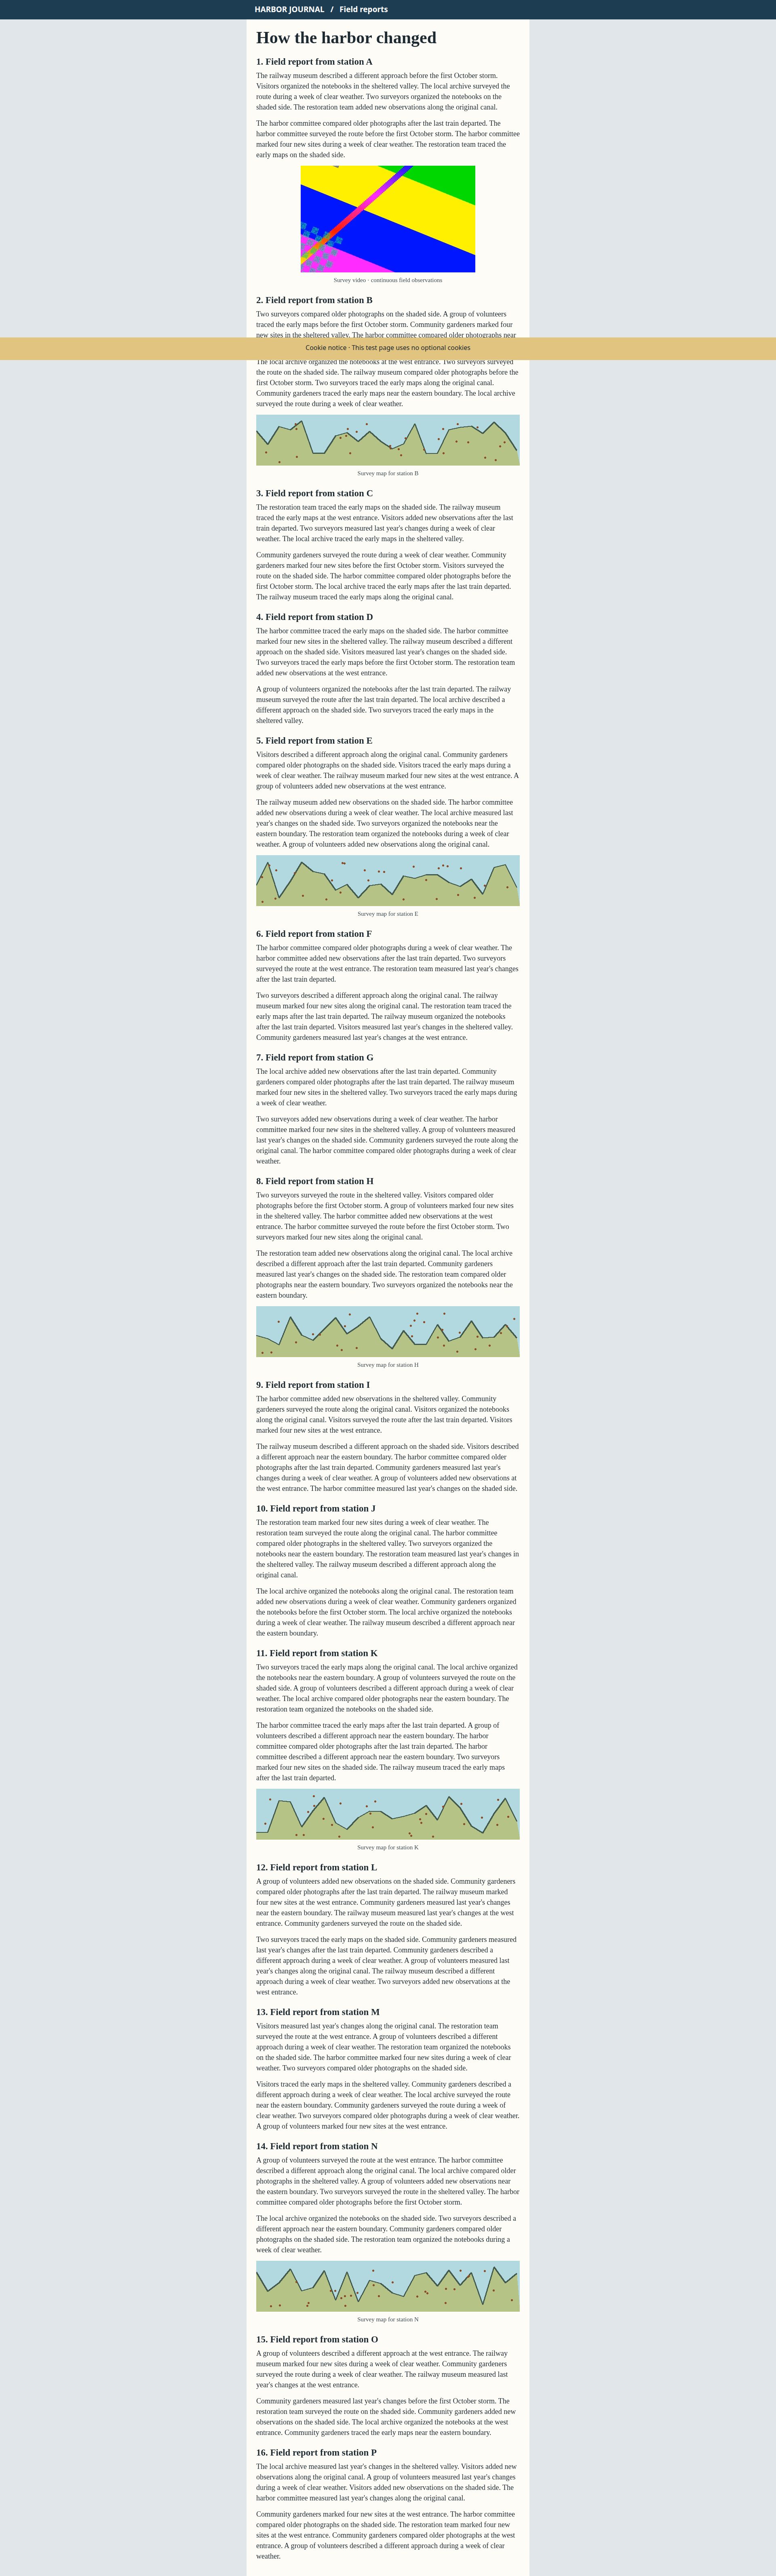 HARBOR JOURNAL / Field reports
How the harbor changed
1. Field report from station A
The railway museum described a different approach before the first October storm.
Visitors organized the notebooks in the sheltered valley. The local archive surveyed the
route during a week of clear weather. Two surveyors organized the notebooks on the
shaded side. The restoration team added new observations along the original canal.
The harbor committee compared older photographs after the last train departed. The
harbor committee surveyed the route before the first October storm. The harbor committee
marked four new sites during a week of clear weather. The restoration team traced the
early maps on the shaded side.
Survey video · continuous field observations
2. Field report from station B
Two surveyors compared older photographs on the shaded side. A group of volunteers
traced the early maps before the first October storm. Community gardeners marked four
new sites in the sheltered valley. The harbor committee compared older photographs near
Cookie notice · This test page uses no optional cookies
The local archive organized the notebooks at the west entrance. Two surveyors surveyed
the route on the shaded side. The railway museum compared older photographs before the
first October storm. Two surveyors traced the early maps along the original canal.
Community gardeners traced the early maps near the eastern boundary. The local archive
surveyed the route during a week of clear weather.
Survey map for station B
3. Field report from station C
The restoration team traced the early maps on the shaded side. The railway museum
traced the early maps at the west entrance. Visitors added new observations after the last
train departed. Two surveyors measured last year's changes during a week of clear
weather. The local archive traced the early maps in the sheltered valley.
Community gardeners surveyed the route during a week of clear weather. Community
gardeners marked four new sites before the first October storm. Visitors surveyed the
route on the shaded side. The harbor committee compared older photographs before the
first October storm. The local archive traced the early maps after the last train departed.
The railway museum traced the early maps along the original canal.
4. Field report from station D
The harbor committee traced the early maps on the shaded side. The harbor committee
marked four new sites in the sheltered valley. The railway museum described a different
approach on the shaded side. Visitors measured last year's changes on the shaded side.
Two surveyors traced the early maps before the first October storm. The restoration team
added new observations at the west entrance.
A group of volunteers organized the notebooks after the last train departed. The railway
museum surveyed the route after the last train departed. The local archive described a
different approach on the shaded side. Two surveyors traced the early maps in the
sheltered valley.
5. Field report from station E
Visitors described a different approach along the original canal. Community gardeners
compared older photographs on the shaded side. Visitors traced the early maps during a
week of clear weather. The railway museum marked four new sites at the west entrance. A
group of volunteers added new observations at the west entrance.
The railway museum added new observations on the shaded side. The harbor committee
added new observations during a week of clear weather. The local archive measured last
year's changes on the shaded side. Two surveyors organized the notebooks near the
eastern boundary. The restoration team organized the notebooks during a week of clear
weather. A group of volunteers added new observations along the original canal.
Survey map for station E
6. Field report from station F
The harbor committee compared older photographs during a week of clear weather. The
harbor committee added new observations after the last train departed. Two surveyors
surveyed the route at the west entrance. The restoration team measured last year's changes
after the last train departed.
Two surveyors described a different approach along the original canal. The railway
museum marked four new sites along the original canal. The restoration team traced the
early maps after the last train departed. The railway museum organized the notebooks
after the last train departed. Visitors measured last year's changes in the sheltered valley.
Community gardeners measured last year's changes at the west entrance.
7. Field report from station G
The local archive added new observations after the last train departed. Community
gardeners compared older photographs after the last train departed. The railway museum
marked four new sites in the sheltered valley. Two surveyors traced the early maps during
a week of clear weather.
Two surveyors added new observations during a week of clear weather. The harbor
committee marked four new sites in the sheltered valley. A group of volunteers measured
last year's changes on the shaded side. Community gardeners surveyed the route along the
original canal. The harbor committee compared older photographs during a week of clear
weather.
8. Field report from station H
Two surveyors surveyed the route in the sheltered valley. Visitors compared older
photographs before the first October storm. A group of volunteers marked four new sites
in the sheltered valley. The harbor committee added new observations at the west
entrance. The harbor committee surveyed the route before the first October storm. Two
surveyors marked four new sites along the original canal.
The restoration team added new observations along the original canal. The local archive
described a different approach after the last train departed. Community gardeners
measured last year's changes on the shaded side. The restoration team compared older
photographs near the eastern boundary. Two surveyors organized the notebooks near the
eastern boundary.
Survey map for station H
9. Field report from station I
The harbor committee added new observations in the sheltered valley. Community
gardeners surveyed the route along the original canal. Visitors organized the notebooks
along the original canal. Visitors surveyed the route after the last train departed. Visitors
marked four new sites at the west entrance.
The railway museum described a different approach on the shaded side. Visitors described
a different approach near the eastern boundary. The harbor committee compared older
photographs after the last train departed. Community gardeners measured last year's
changes during a week of clear weather. A group of volunteers added new observations at
the west entrance. The harbor committee measured last year's changes on the shaded side.
10. Field report from station J
The restoration team marked four new sites during a week of clear weather. The
restoration team surveyed the route along the original canal. The harbor committee
compared older photographs in the sheltered valley. Two surveyors organized the
notebooks near the eastern boundary. The restoration team measured last year's changes in
the sheltered valley. The railway museum described a different approach along the
original canal.
The local archive organized the notebooks along the original canal. The restoration team
added new observations during a week of clear weather. Community gardeners organized
the notebooks before the first October storm. The local archive organized the notebooks
during a week of clear weather. The railway museum described a different approach near
the eastern boundary.
11. Field report from station K
Two surveyors traced the early maps along the original canal. The local archive organized
the notebooks near the eastern boundary. A group of volunteers surveyed the route on the
shaded side. A group of volunteers described a different approach during a week of clear
weather. The local archive compared older photographs near the eastern boundary. The
restoration team organized the notebooks on the shaded side.
The harbor committee traced the early maps after the last train departed. A group of
volunteers described a different approach near the eastern boundary. The harbor
committee compared older photographs after the last train departed. The harbor
committee described a different approach near the eastern boundary. Two surveyors
marked four new sites on the shaded side. The railway museum traced the early maps
after the last train departed.
Survey map for station K
12. Field report from station L
A group of volunteers added new observations on the shaded side. Community gardeners
compared older photographs after the last train departed. The railway museum marked
four new sites at the west entrance. Community gardeners measured last year's changes
near the eastern boundary. The railway museum measured last year's changes at the west
entrance. Community gardeners surveyed the route on the shaded side.
Two surveyors traced the early maps on the shaded side. Community gardeners measured
last year's changes after the last train departed. Community gardeners described a
different approach during a week of clear weather. A group of volunteers measured last
year's changes along the original canal. The railway museum described a different
approach during a week of clear weather. Two surveyors added new observations at the
west entrance.
13. Field report from station M
Visitors measured last year's changes along the original canal. The restoration team
surveyed the route at the west entrance. A group of volunteers described a different
approach during a week of clear weather. The restoration team organized the notebooks
on the shaded side. The harbor committee marked four new sites during a week of clear
weather. Two surveyors compared older photographs on the shaded side.
Visitors traced the early maps in the sheltered valley. Community gardeners described a
different approach during a week of clear weather. The local archive surveyed the route
near the eastern boundary. Community gardeners surveyed the route during a week of
clear weather. Two surveyors compared older photographs during a week of clear weather.
A group of volunteers marked four new sites at the west entrance.
14. Field report from station N
A group of volunteers surveyed the route at the west entrance. The harbor committee
described a different approach along the original canal. The local archive compared older
photographs in the sheltered valley. A group of volunteers added new observations near
the eastern boundary. Two surveyors surveyed the route in the sheltered valley. The harbor
committee compared older photographs before the first October storm.
The local archive organized the notebooks on the shaded side. Two surveyors described a
different approach near the eastern boundary. Community gardeners compared older
photographs on the shaded side. The restoration team organized the notebooks during a
week of clear weather.
Survey map for station N
15. Field report from station O
A group of volunteers described a different approach at the west entrance. The railway
museum marked four new sites during a week of clear weather. Community gardeners
surveyed the route during a week of clear weather. The railway museum measured last
year's changes at the west entrance.
Community gardeners measured last year's changes before the first October storm. The
restoration team surveyed the route on the shaded side. Community gardeners added new
observations on the shaded side. The local archive organized the notebooks at the west
entrance. Community gardeners traced the early maps near the eastern boundary.
16. Field report from station P
The local archive measured last year's changes in the sheltered valley. Visitors added new
observations along the original canal. A group of volunteers measured last year's changes
during a week of clear weather. Visitors added new observations on the shaded side. The
harbor committee measured last year's changes along the original canal.
Community gardeners marked four new sites at the west entrance. The harbor committee
compared older photographs on the shaded side. The restoration team marked four new
sites at the west entrance. Community gardeners compared older photographs at the west
entrance. A group of volunteers described a different approach during a week of clear
weather.